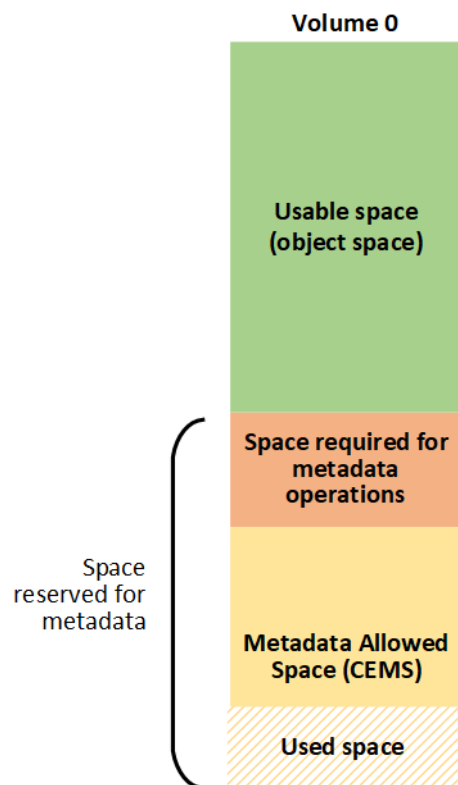 Volume 0
Usable space
(object space)
Space required for
metadata
operations
Space
reserved for
metadata
Metadata Allowed
Space (CEMS)
Used space